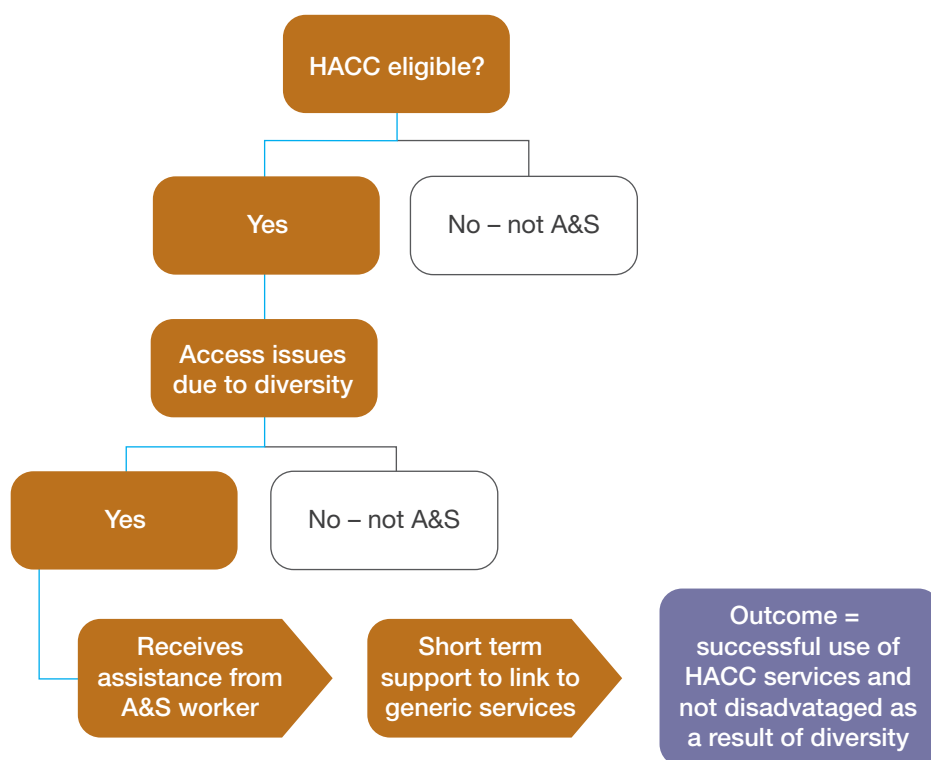 HACC eligible?
Yes
No – not A&S
Access issues
due to diversity
Yes
No – not A&S
Receives
assistance from
A&S worker
Short term
support to link to
generic services
Outcome =
successful use of
HACC services and
not disadvataged as
a result of diversity